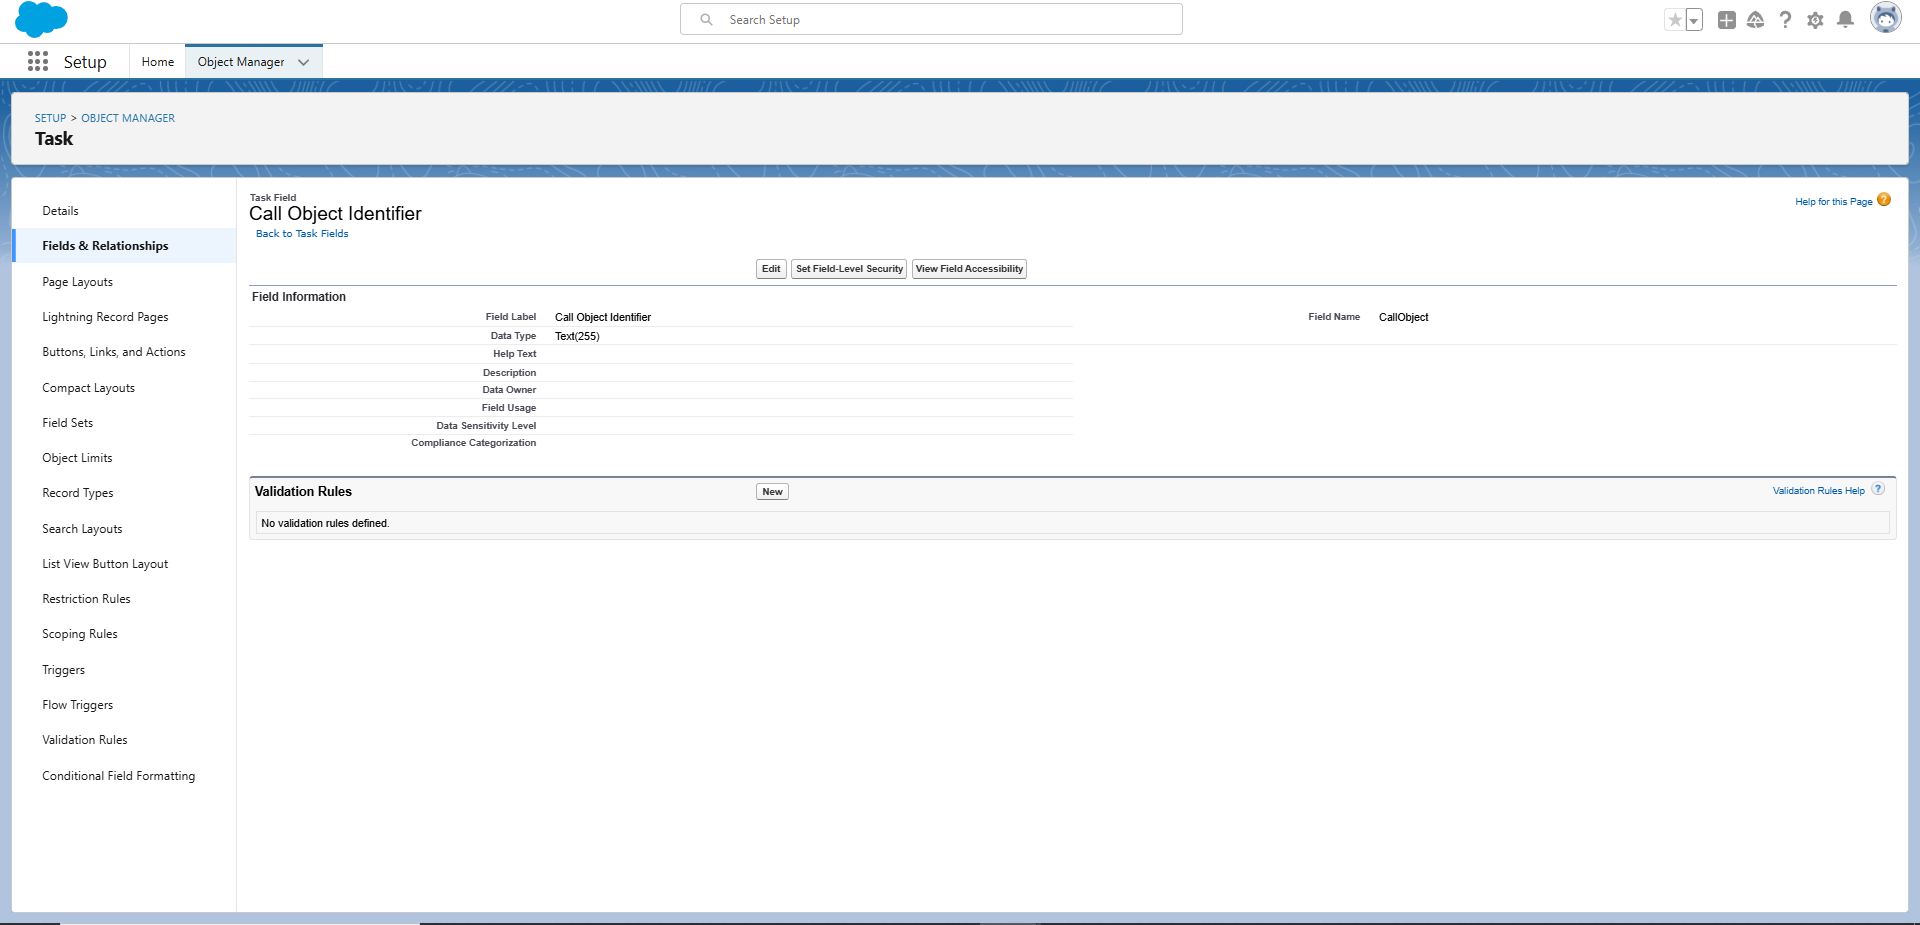 Search Setup
Setup
Home
Object Manager
SETUP > OBJECT MANAGER
Task
Details
Fields & Relationships
Page Layouts
Lightning Record Pages
Buttons, Links, and Actions
Compact Layouts
Field Sets
Object Limits
Record Types
Search Layouts
List View Button Layout
Restriction Rules
Scoping Rules
Triggers
Flow Triggers
Validation Rules
Conditional Field Formatting
Task Field
Call Object Identifier
Back to Task Fields
Help for this Page ?
Edit Set Field-Level Security View Field Accessibility
Field Information
Field Label Call Object Identifier Field Name CallObject
Data Type Text(255)
Help Text
Description
Data Owner
Field Usage
Data Sensitivity Level
Compliance Categorization
Validation Rules New Validation Rules Help ?
No validation rules defined.